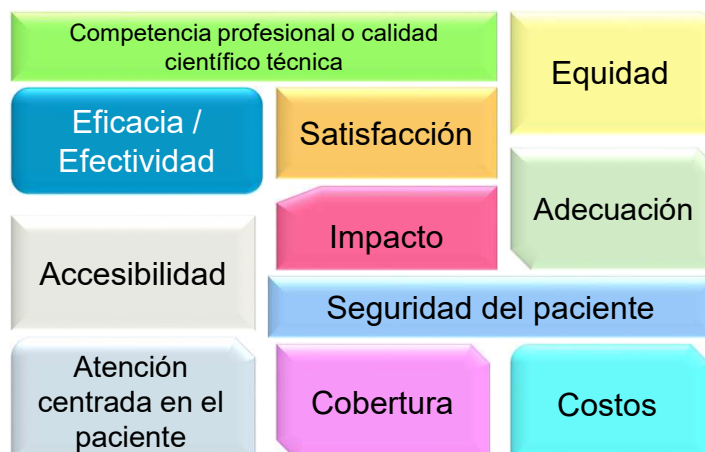 Competencia profesional o calidad
científico técnica
Equidad
Eficacia /
Efectividad
Satisfacción
Adecuación
Impacto
Accesibilidad
Seguridad del paciente
Atención
centrada en el
paciente
Cobertura
Costos